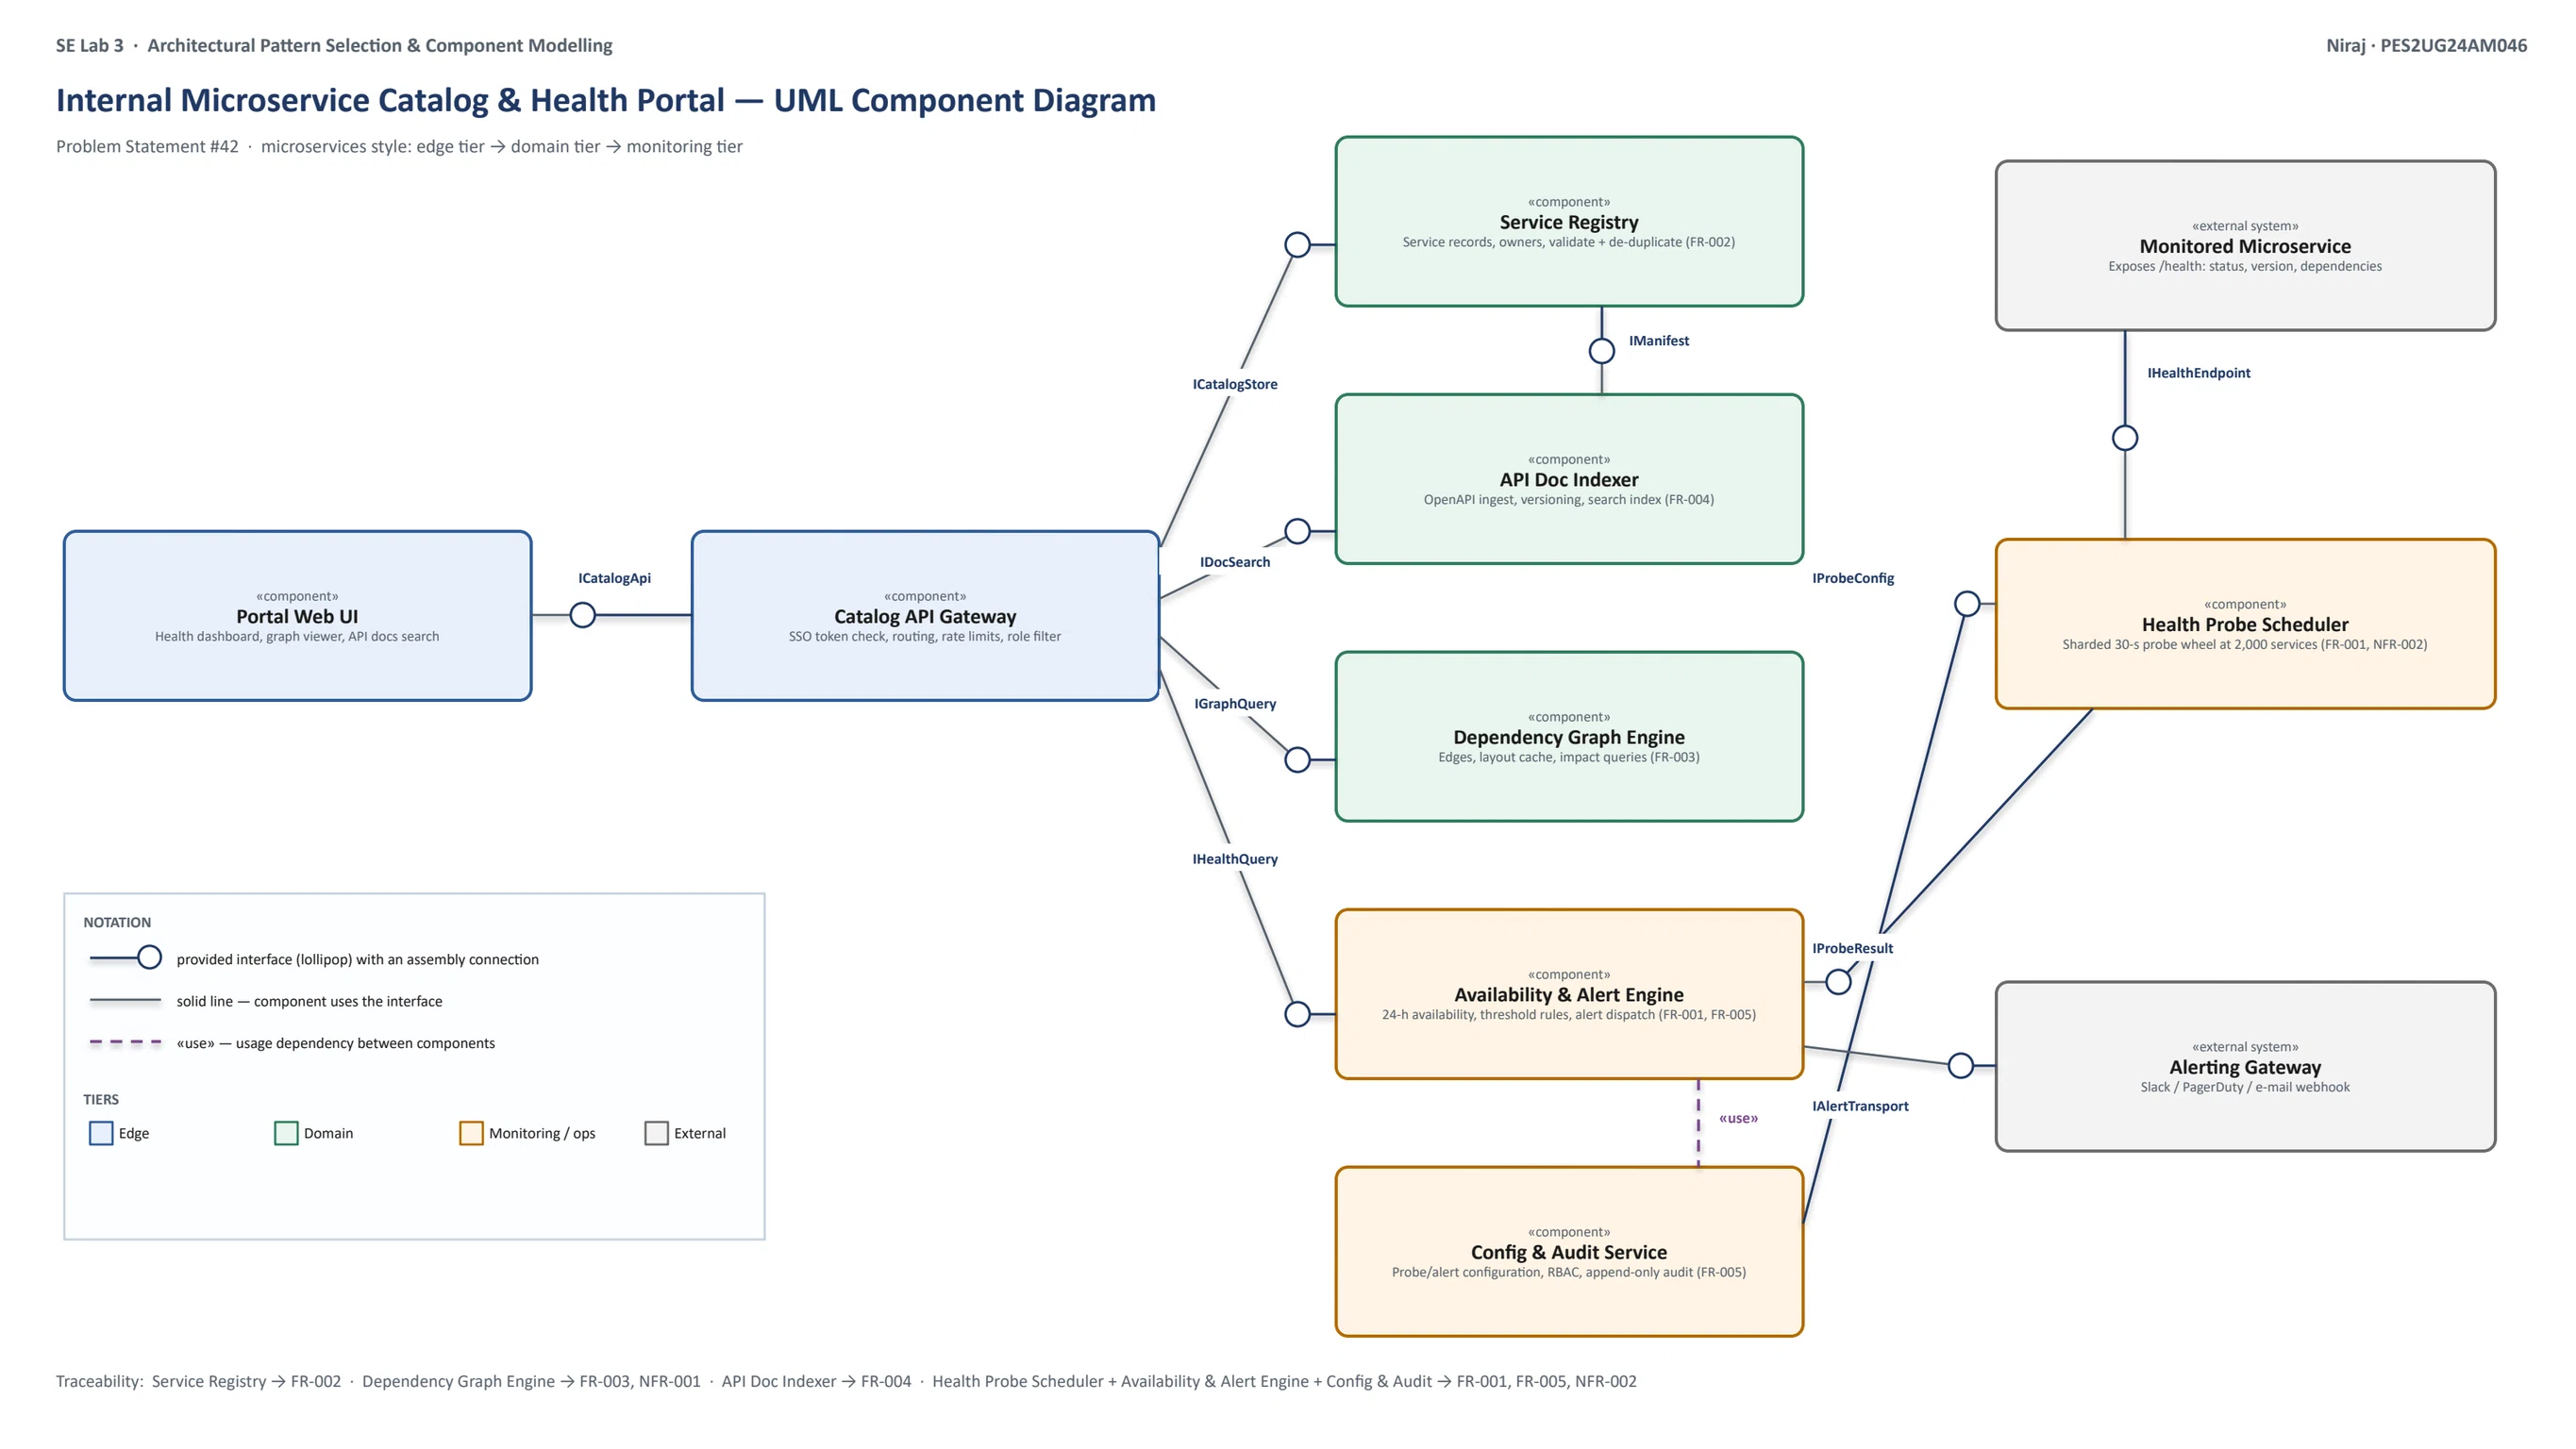 SE Lab 3 · Architectural Pattern Selection & Component Modelling
Niraj · PES2UG24AM046
Internal Microservice Catalog & Health Portal — UML Component Diagram
Problem Statement #42 · microservices style: edge tier → domain tier → monitoring tier
«component»
Service Registry
Service records, owners, validate + de-duplicate (FR-002)
«external system»
Monitored Microservice
Exposes /health: status, version, dependencies
IManifest
IHealthEndpoint
ICatalogStore
«component»
API Doc Indexer
OpenAPI ingest, versioning, search index (FR-004)
IDocSearch
ICatalogApi
IProbeConfig
«component»
Portal Web UI
Health dashboard, graph viewer, API docs search
«component»
Catalog API Gateway
SSO token check, routing, rate limits, role filter
«component»
Health Probe Scheduler
Sharded 30-s probe wheel at 2,000 services (FR-001, NFR-002)
IGraphQuery
«component»
Dependency Graph Engine
Edges, layout cache, impact queries (FR-003)
IHealthQuery
NOTATION
provided interface (lollipop) with an assembly connection
solid line — component uses the interface
«use» — usage dependency between components
TIERS
Edge
Domain
Monitoring / ops
External
IProbeResult
«component»
Availability & Alert Engine
24-h availability, threshold rules, alert dispatch (FR-001, FR-005)
«external system»
Alerting Gateway
Slack / PagerDuty / e-mail webhook
IAlertTransport
«use»
«component»
Config & Audit Service
Probe/alert configuration, RBAC, append-only audit (FR-005)
Traceability: Service Registry → FR-002 · Dependency Graph Engine → FR-003, NFR-001 · API Doc Indexer → FR-004 · Health Probe Scheduler + Availability & Alert Engine + Config & Audit → FR-001, FR-005, NFR-002